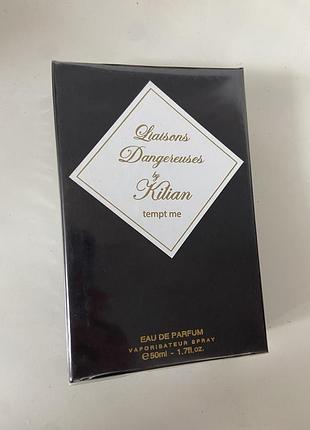 Liaisons
Dangereuses
by
Kilian
tempt me
EAU DE PARFUM
VAPORISATEUR SPRAY
e50ml - 1.7fl.oz.